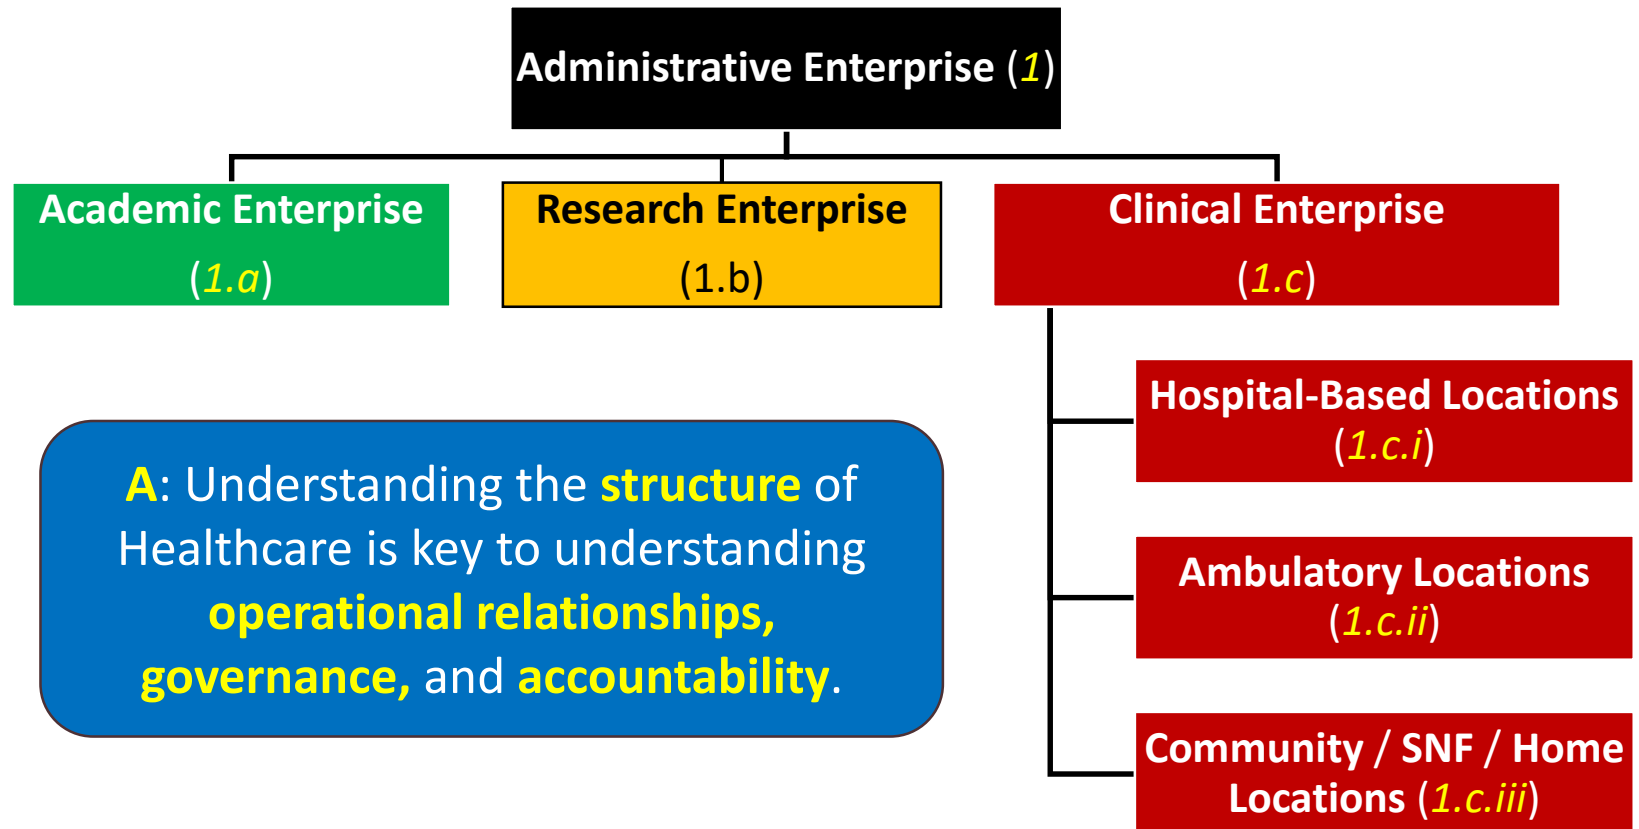 Administrative Enterprise (1)
Academic Enterprise
(1.a)
Research Enterprise
(1.b)
Clinical Enterprise
(1.c)
Hospital-Based Locations
(1.c.i)
Ambulatory Locations
(1.c.ii)
Community / SNF / Home
Locations (1.c.iii)
A: Understanding the structure of
Healthcare is key to understanding
operational relationships,
governance, and accountability.